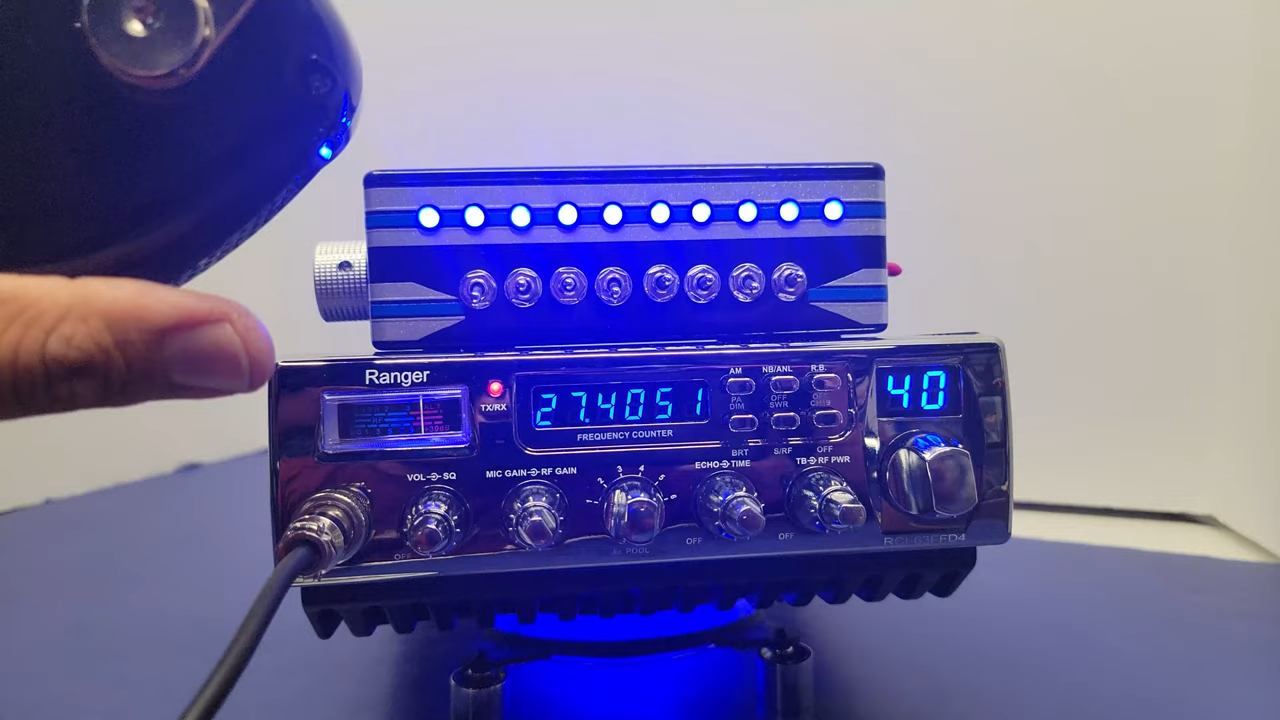 Ranger
TX/RX
27.4051
FREQUENCY COUNTER
AM
NB/ANL
R.B.
PA
DIM
OFF
SWR
OFF
BRT
S/RF
OFF
40
VOL SQ
MIC GAIN RF GAIN
1 2 3 4 5 6
ECHO TIME
TB RF PWR
OFF
OFF
OFF